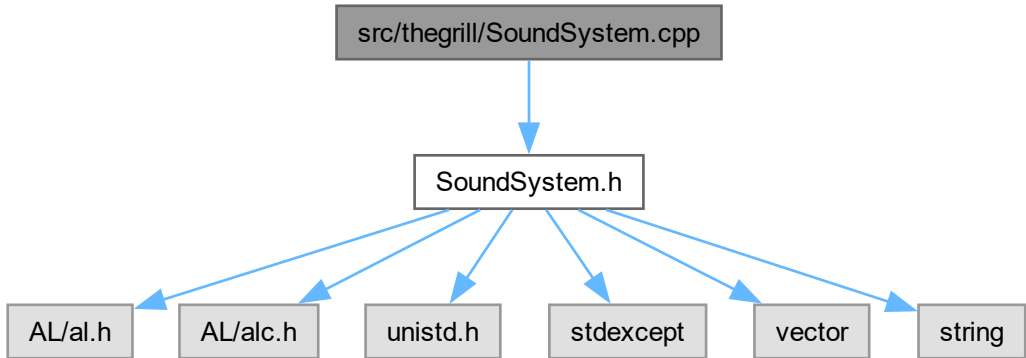 src/thegrill/SoundSystem.cpp
SoundSystem.h
AL/al.h
AL/alc.h
unistd.h
stdexcept
vector
string